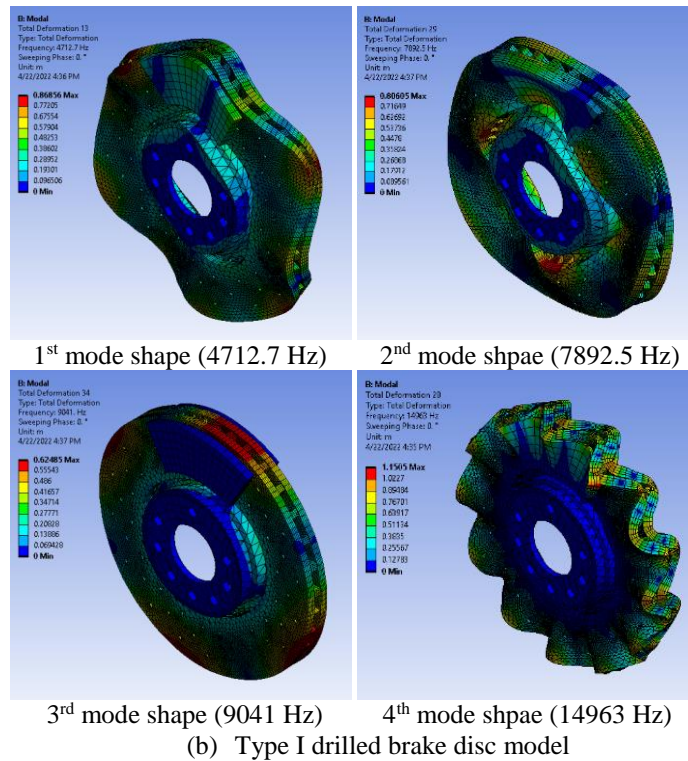 B: Modal
Total Deformation 13
Type: Total Deformation
Frequency: 4712.7 Hz
Sweeping Phase: 0. °
Unit: m
4/22/2022 4:36 PM
0.86856 Max
0.77205
0.67554
0.57904
0.48253
0.38602
0.28952
0.19301
0.096506
0 Min
1st mode shape (4712.7 Hz)
B: Modal
Total Deformation 29
Type: Total Deformation
Frequency: 7892.5 Hz
Sweeping Phase: 0. °
Unit: m
4/22/2022 4:37 PM
0.80605 Max
0.71649
0.62692
0.53736
0.4478
0.35824
0.26868
0.17912
0.089561
0 Min
2nd mode shpae (7892.5 Hz)
B: Modal
Total Deformation 34
Type: Total Deformation
Frequency: 9041. Hz
Sweeping Phase: 0. °
Unit: m
4/22/2022 4:37 PM
0.62485 Max
0.55543
0.486
0.41657
0.34714
0.27771
0.20828
0.13886
0.069428
0 Min
3rd mode shape (9041 Hz)
B: Modal
Type: Total Deformation
Frequency: 14963 Hz
Sweeping Phase: 0. °
Unit: m
1.1505 Max
1.0227
0.89484
0.76701
0.63917
0.51134
0.3835
0.25567
0.12783
0 Min
4th mode shpae (14963 Hz)
(b) Type I drilled brake disc model